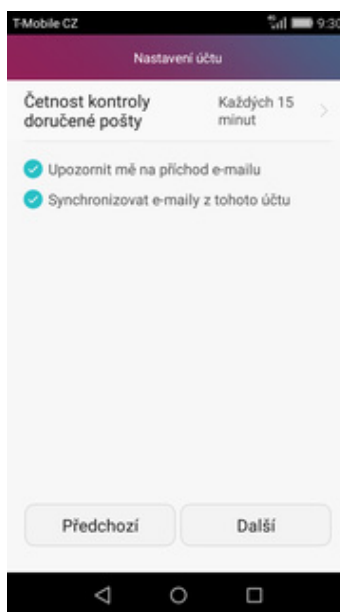 T-Mobile CZ 9:30
Nastavení účtu
Četnost kontroly
doručené pošty
Každých 15
minut
Upozornit mě na příchod e-mailu
Synchronizovat e-maily z tohoto účtu
Předchozí Další